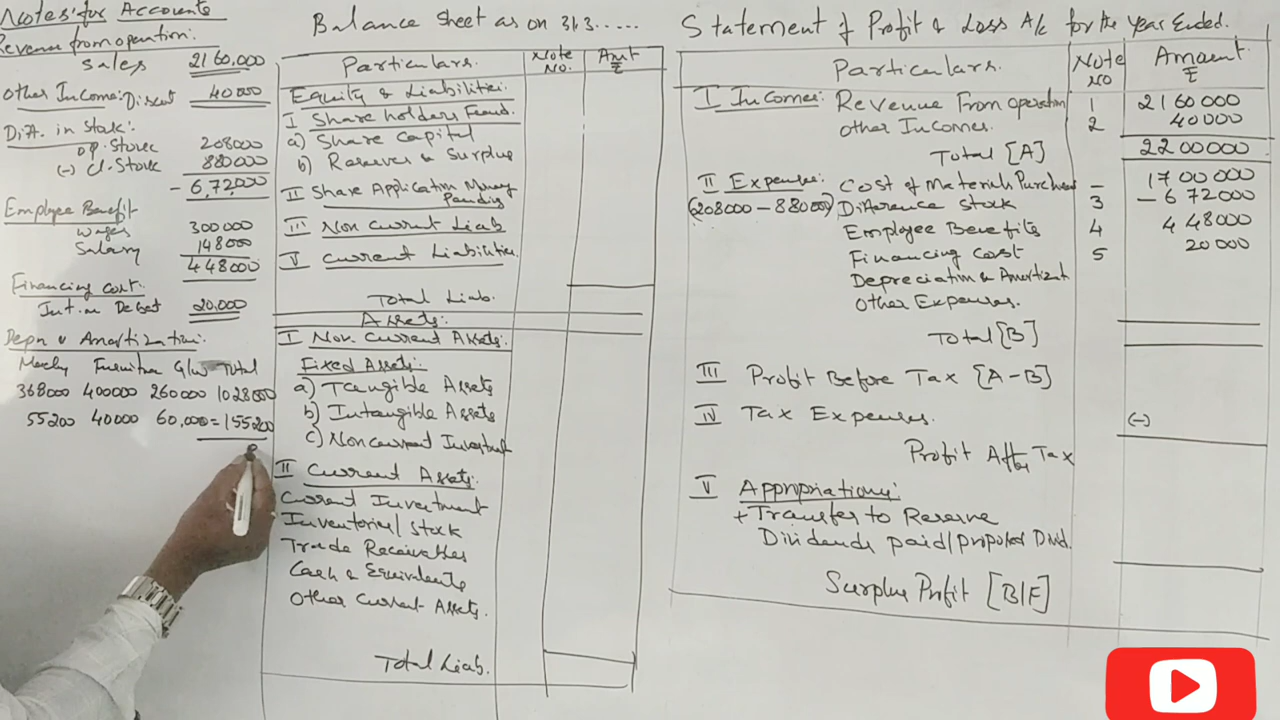 Notes for Accounts
Revenue from operation:
Sales 2160,000
Other Income: Discount 40000
Diff. in Stock:
Op. Stock 208000
(-) Cl. Stock 880000
- 6,72,000
Employee Benefit
Wages 300000
Salary 148000
448000
Financing Cost:
Int. on Debt 20,000
Depn & Amortization:
Furniture G/w Total
368000 400000 260000 1028000
55200 40000 60,000 = 155200
Balance Sheet as on 31.3......
Particulars. Note No. Amt ₹
Equity & Liabilities:
I Share holders Fund.
a) Share Capital
b) Reserves & Surplus
II Share Application Money Pending
III Non Current Liab
V Current Liabilities
Total Liab.
Assets:
I Non. Current Assets:
Fixed Assets:
a) Tangible Assets
b) Intangible Assets
c) Non current Investment
II Current Assets:
Current Investment
Inventories/Stock
Trade Receivables
Cash & Equivalents
Other Current Assets.
Total Liab.
Statement of Profit & Loss A/c for the year Ended.
Particulars. Note No Amount ₹
I Incomes: Revenue From operation 1 2160000
Other Incomes. 2 40000
Total [A] 2200000
II Expenses: Cost of Materials Purchased - 1700000
(208000 - 880000) Difference Stock 3 - 672000
Employee Benefits 4 448000
Financing Cost 5 20000
Depreciation & Amortizat
Other Expenses.
Total [B]
III Profit Before Tax [A-B]
IV Tax Expenses. (-)
Profit After Tax
V Appropriations:
+ Transfer to Reserve
Dividends paid/proposed Divid.
Surplus Profit [B/F]